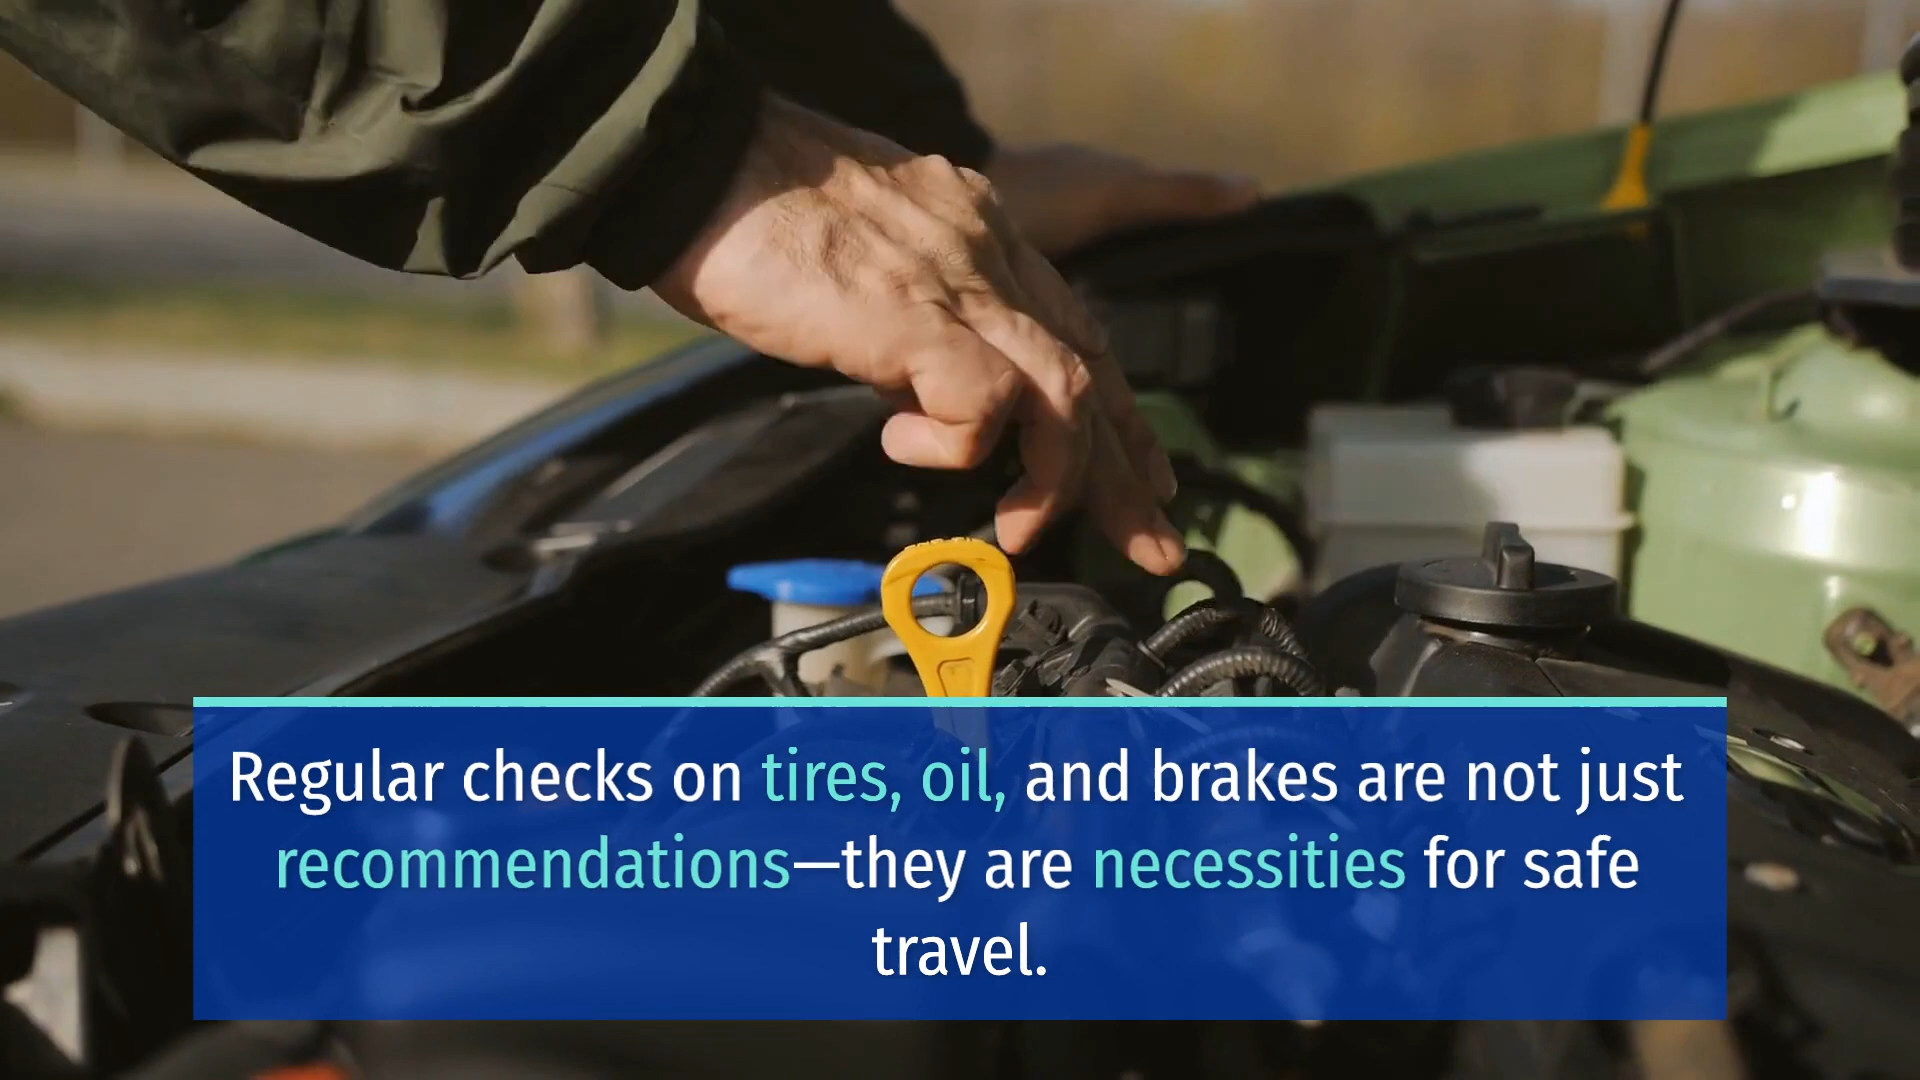 Regular checks on tires, oil, and brakes are not just
recommendations—they are necessities for safe
travel.